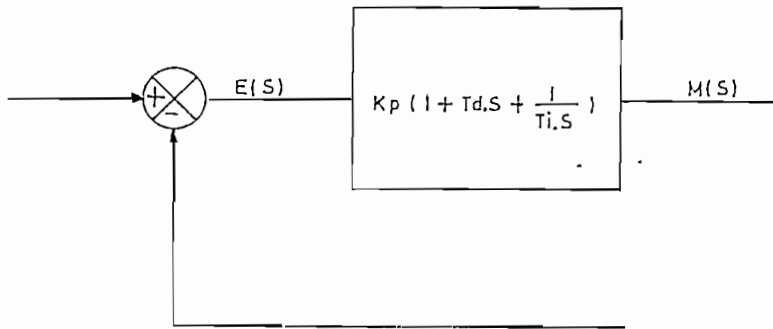 E(S)
M(S)
Kp ( 1 + Td.S + 1/Ti.S )
+
-